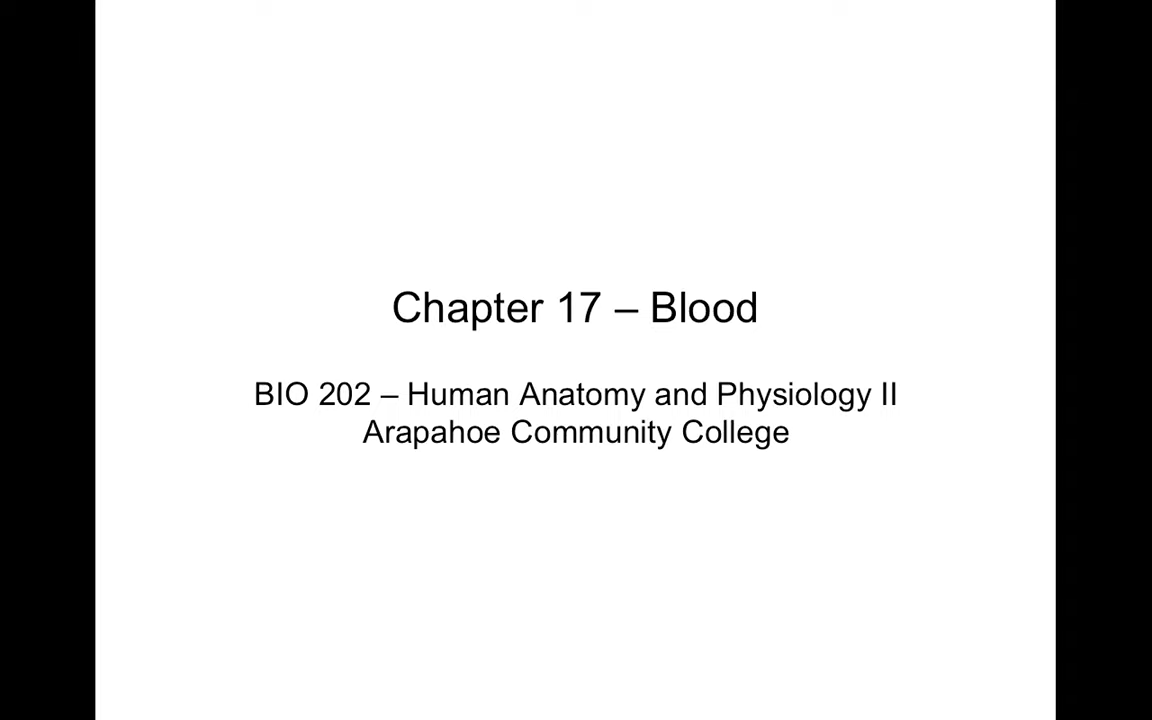 Chapter 17 – Blood
BIO 202 – Human Anatomy and Physiology II
Arapahoe Community College